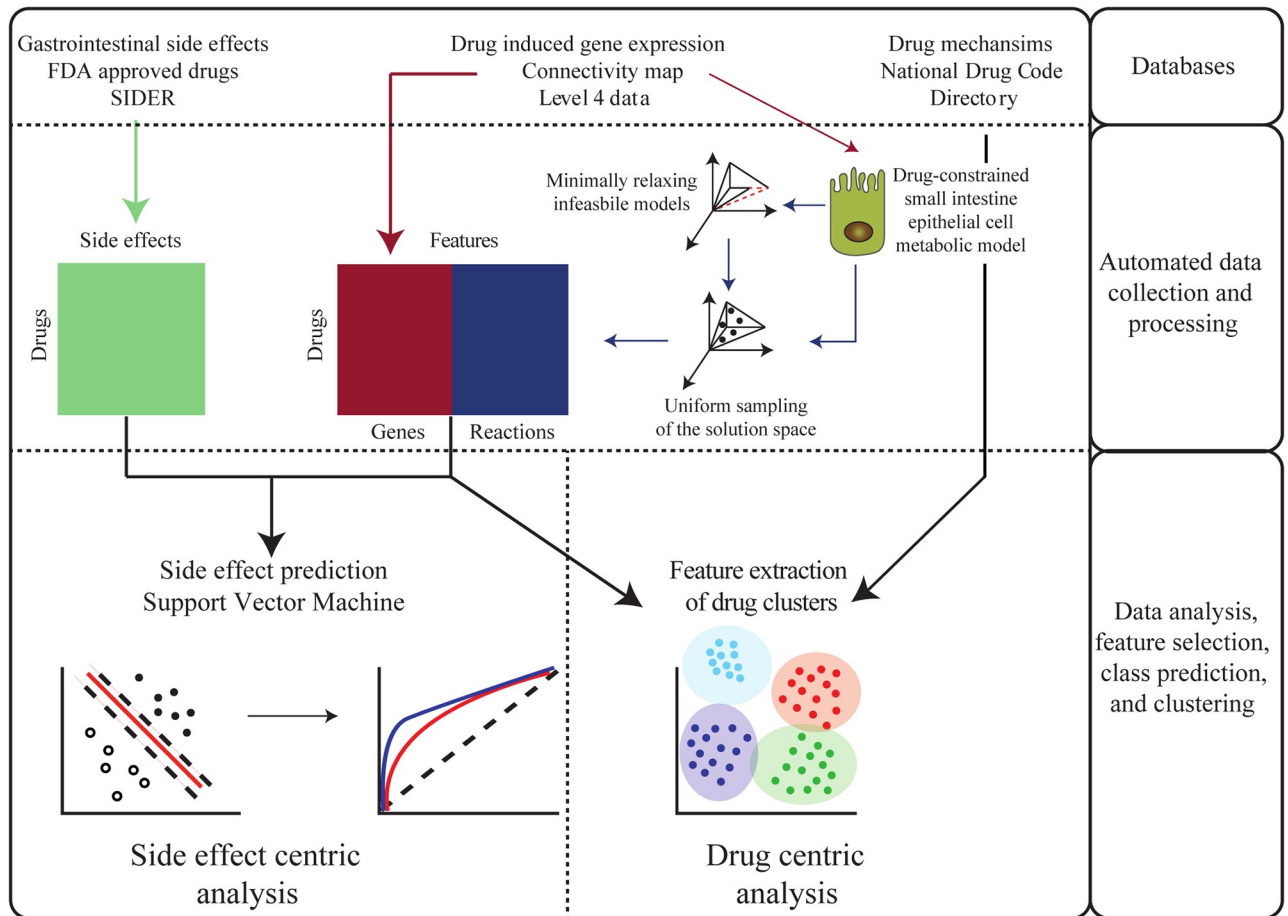 Gastrointestinal side effects
FDA approved drugs
SIDER
Drug induced gene expression
Connectivity map
Level 4 data
Drug mechansims
National Drug Code
Directory
Databases
Minimally relaxing
infeasbile models
Drug-constrained
small intestine
epithelial cell
metabolic model
Side effects
Drugs
Features
Drugs
Genes
Reactions
Uniform sampling
of the solution space
Automated data
collection and
processing
Side effect prediction
Support Vector Machine
Feature extraction
of drug clusters
Side effect centric
analysis
Drug centric
analysis
Data analysis,
feature selection,
class prediction,
and clustering